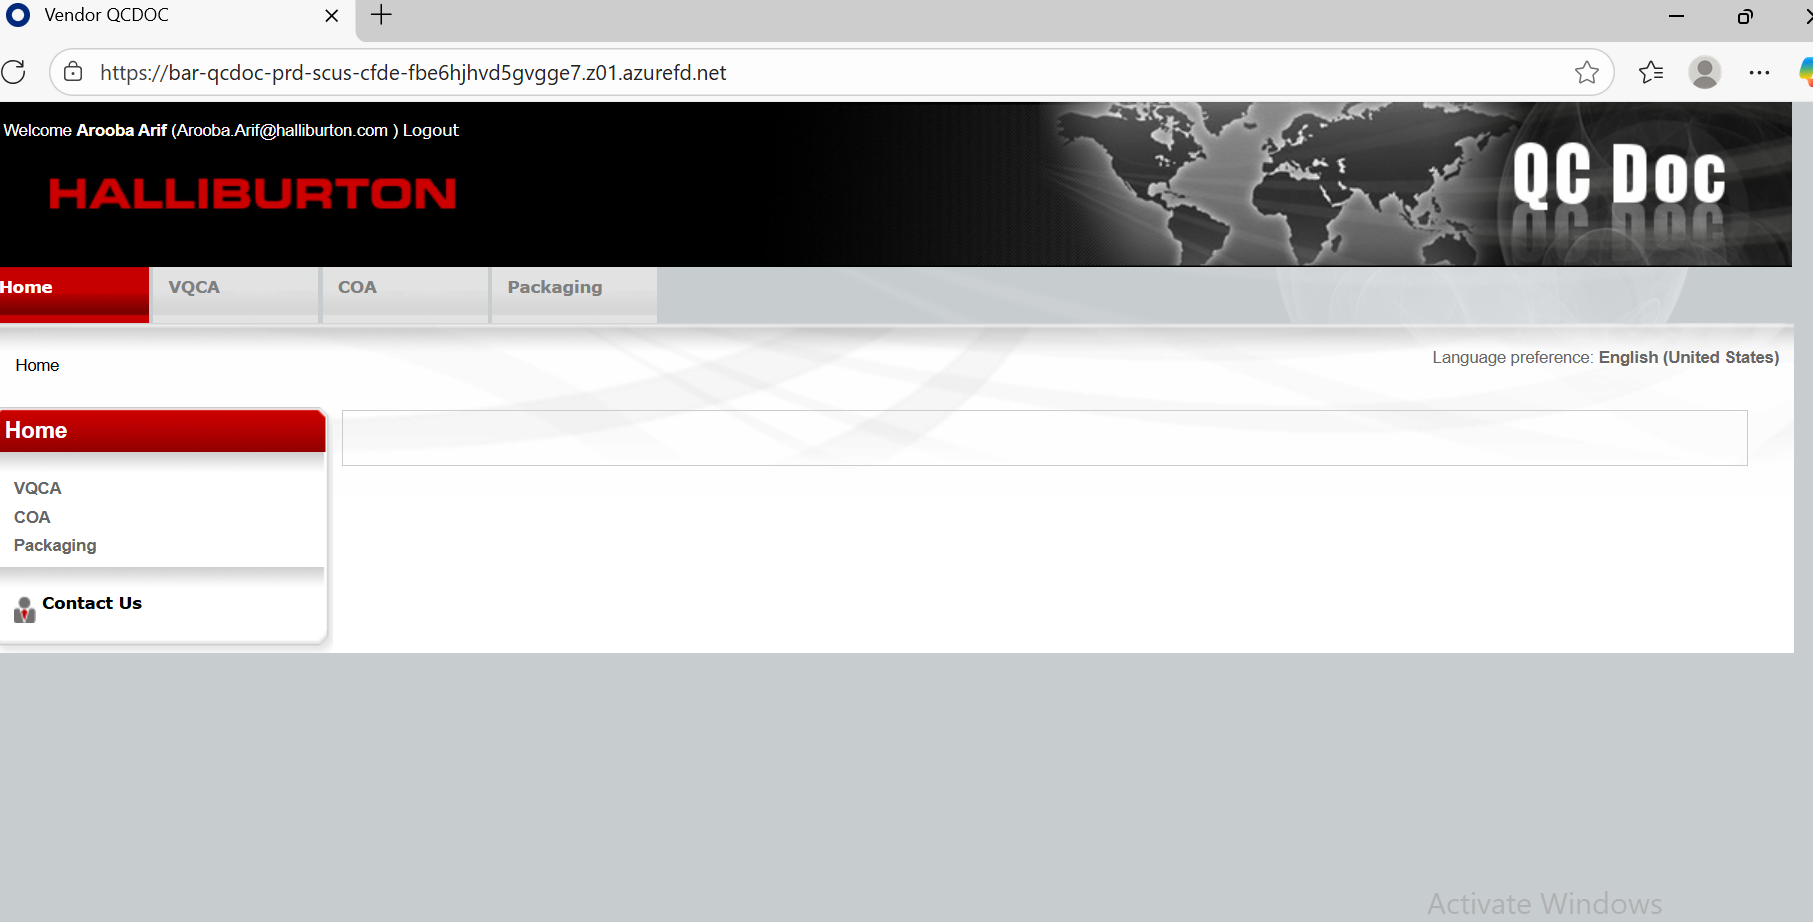 Vendor QCDOC
https://bar-qcdoc-prd-scus-cfde-fbe6hjhvd5gvgge7.z01.azurefd.net
Welcome Arooba Arif (Arooba.Arif@halliburton.com ) Logout
HALLIBURTON
QC Doc
Home VQCA COA Packaging
Home
Language preference: English (United States)
Home
VQCA
COA
Packaging
Contact Us
Activate Windows